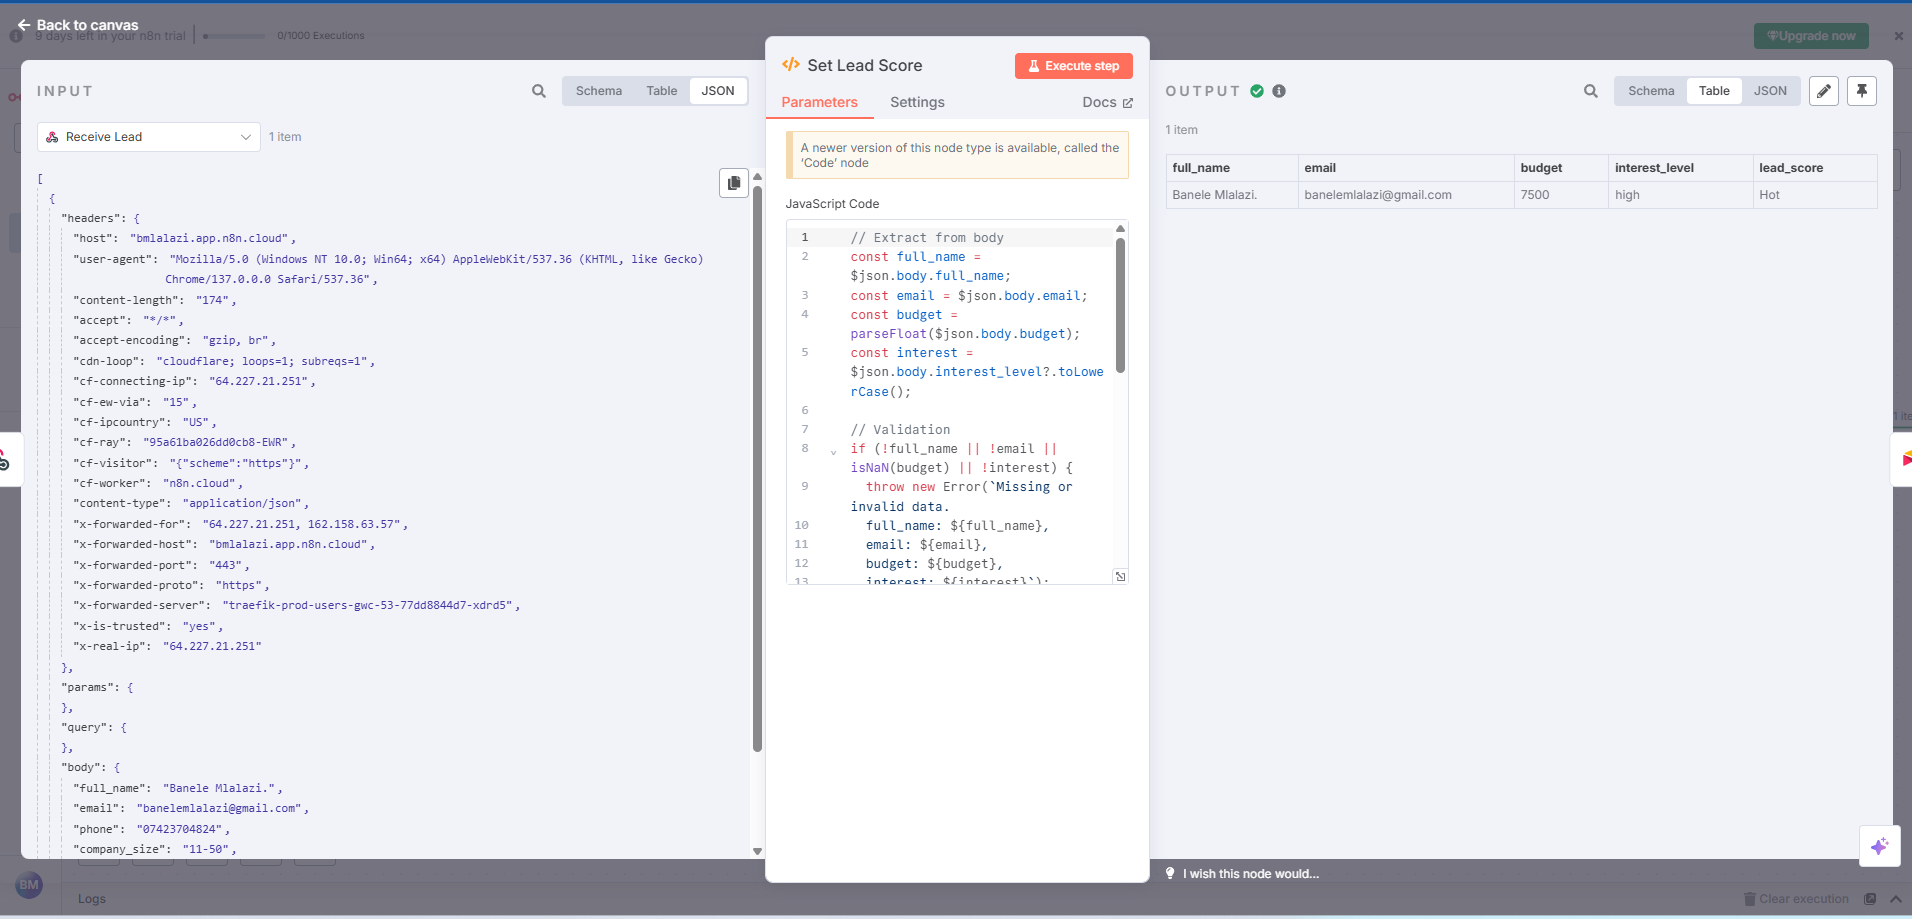 Back to canvas
9 days left in your n8n trial
0/1000 Executions
Upgrade now
INPUT
Schema
Table
JSON
Receive Lead
1 item
[
{
"headers": {
"host": "bmlalazi.app.n8n.cloud",
"user-agent": "Mozilla/5.0 (Windows NT 10.0; Win64; x64) AppleWebKit/537.36 (KHTML, like Gecko)
Chrome/137.0.0.0 Safari/537.36",
"content-length": "174",
"accept": "*/*",
"accept-encoding": "gzip, br",
"cdn-loop": "cloudflare; loops=1; subreqs=1",
"cf-connecting-ip": "64.227.21.251",
"cf-ew-via": "15",
"cf-ipcountry": "US",
"cf-ray": "95a61ba026dd0cb8-EWR",
"cf-visitor": "{"scheme":"https"}",
"cf-worker": "n8n.cloud",
"content-type": "application/json",
"x-forwarded-for": "64.227.21.251, 162.158.63.57",
"x-forwarded-host": "bmlalazi.app.n8n.cloud",
"x-forwarded-port": "443",
"x-forwarded-proto": "https",
"x-forwarded-server": "traefik-prod-users-gwc-53-77dd8844d7-xdrd5",
"x-is-trusted": "yes",
"x-real-ip": "64.227.21.251"
},
"params": {
},
"query": {
},
"body": {
"full_name": "Banele Mlalazi.",
"email": "banelemlalazi@gmail.com",
"phone": "07423704824",
"company_size": "11-50",
Set Lead Score
Execute step
Parameters
Settings
Docs
A newer version of this node type is available, called the
'Code' node
JavaScript Code
1 // Extract from body
2 const full_name =
$json.body.full_name;
3 const email = $json.body.email;
4 const budget =
parseFloat($json.body.budget);
5 const interest =
$json.body.interest_level?.toLowe
rCase();
6
7 // Validation
8 if (!full_name || !email ||
isNaN(budget) || !interest) {
9 throw new Error(`Missing or
invalid data.
10 full_name: ${full_name},
11 email: ${email},
12 budget: ${budget},
13 interest: ${interest}`);
OUTPUT
Schema
Table
JSON
1 item
full_name email budget interest_level lead_score
Banele Mlalazi. banelemlalazi@gmail.com 7500 high Hot
I wish this node would...
BM
Logs
Clear execution